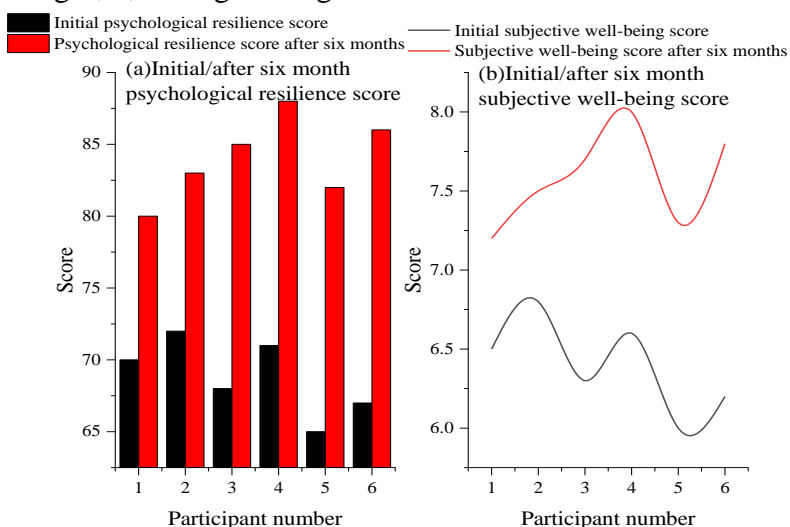 Initial psychological resilience score
Psychological resilience score after six months
Initial subjective well-being score
Subjective well-being score after six months
(a)Initial/after six month
psychological resilience score
90
85
80
75
70
65
Score
1 2 3 4 5 6
Participant number
(b)Initial/after six month
subjective well-being score
8.0
7.5
7.0
6.5
6.0
Score
1 2 3 4 5 6
Participant number